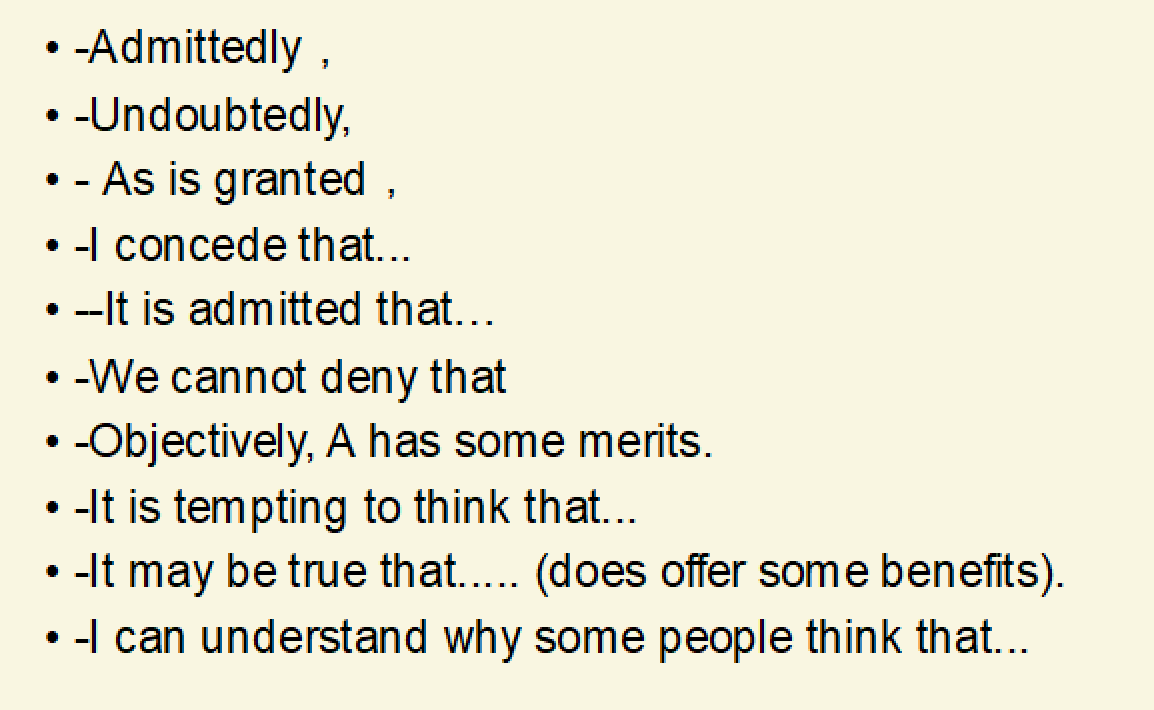 • -Admittedly ,
• -Undoubtedly,
• - As is granted ,
• -I concede that...
• --It is admitted that...
• -We cannot deny that
• -Objectively, A has some merits.
• -It is tempting to think that...
• -It may be true that..... (does offer some benefits).
• -I can understand why some people think that...